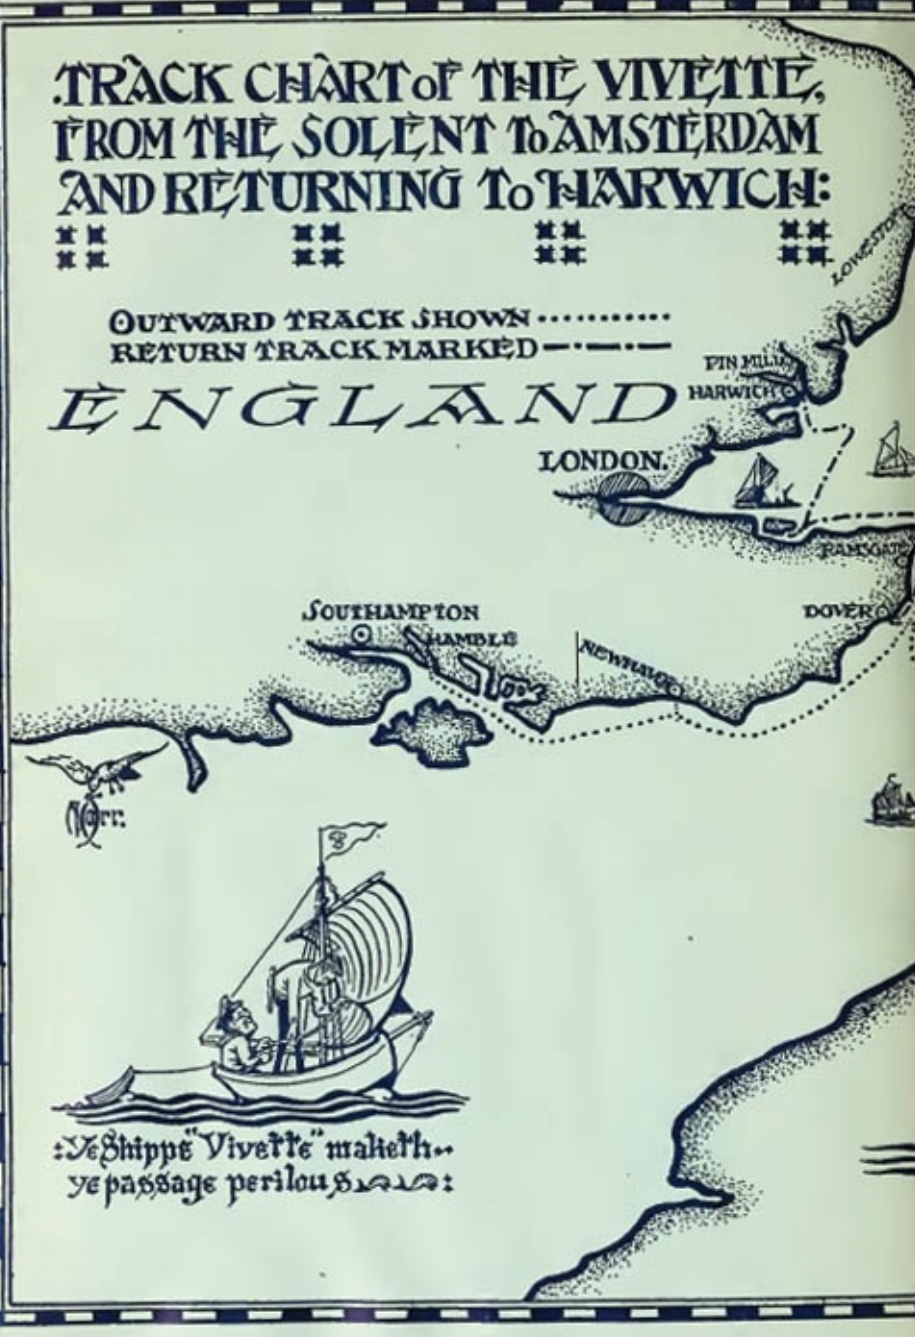 .TRACK CHART oF THE VIVETTE,
FROM THE SOLENT To AMSTERDAM
AND RETURNING To HARWICH:
OUTWARD TRACK SHOWN
RETURN TRACK MARKED
ENGLAND
LOWESTOFT
PIN MILL
HARWICH
LONDON.
RAMSGATE
DOVER
SOUTHAMPTON
HAMBLE
NEWHAVEN
:Ye Shippe "Vivette" maketh
ye passage perilous: